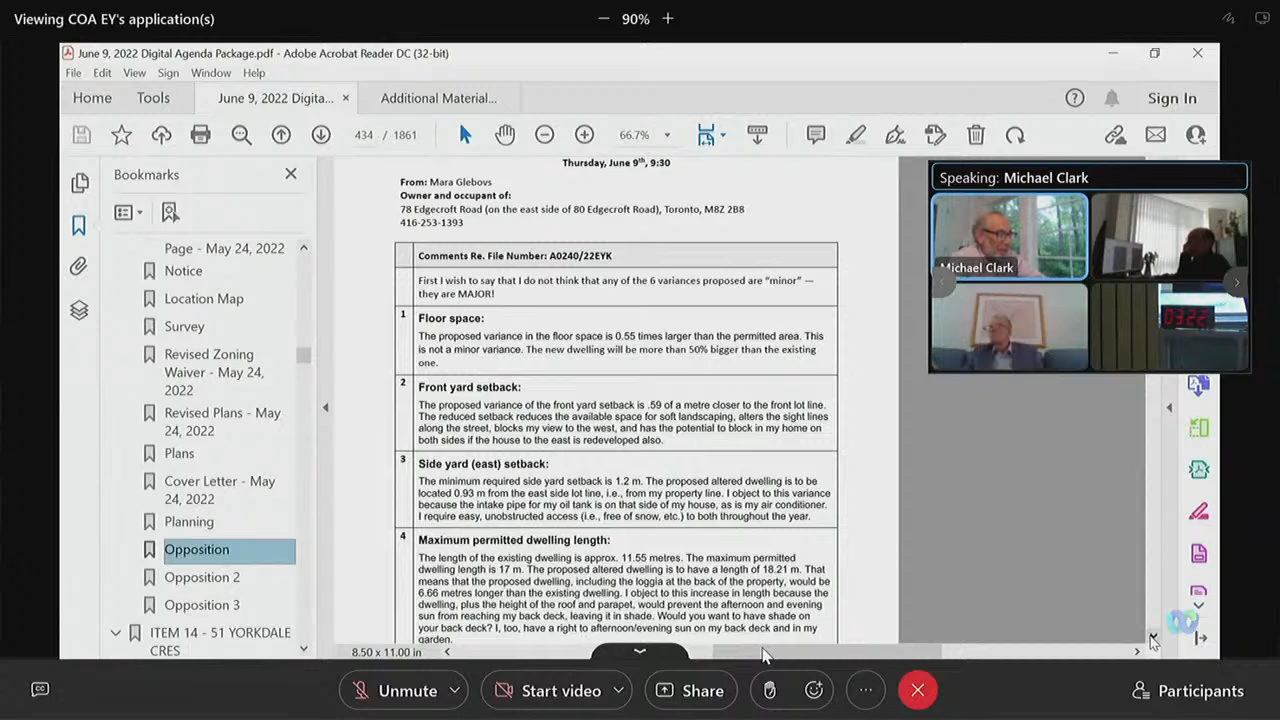 Viewing COA EY's application(s)
90%
June 9, 2022 Digital Agenda Package.pdf - Adobe Acrobat Reader DC (32-bit)
File Edit View Sign Window Help
Home Tools June 9, 2022 Digita... Additional Material... Sign In
434 / 1861 66.7%
Bookmarks
Page - May 24, 2022
Notice
Location Map
Survey
Revised Zoning
Waiver - May 24,
2022
Revised Plans - May
24, 2022
Plans
Cover Letter - May
24, 2022
Planning
Opposition
Opposition 2
Opposition 3
ITEM 14 - 51 YORKDALE
CRES
Thursday, June 9th, 9:30
From: Mara Glebovs
Owner and occupant of:
78 Edgecroft Road (on the east side of 80 Edgecroft Road), Toronto, M8Z 2B8
416-253-1393
Comments Re. File Number: A0240/22EYK
First I wish to say that I do not think that any of the 6 variances proposed are “minor” —
they are MAJOR!
1 Floor space:
The proposed variance in the floor space is 0.55 times larger than the permitted area. This
is not a minor variance. The new dwelling will be more than 50% bigger than the existing
one.
2 Front yard setback:
The proposed variance of the front yard setback is .59 of a metre closer to the front lot line.
The reduced setback reduces the available space for soft landscaping, alters the sight lines
along the street, blocks my view to the west, and has the potential to block in my home on
both sides if the house to the east is redeveloped also.
3 Side yard (east) setback:
The minimum required side yard setback is 1.2 m. The proposed altered dwelling is to be
located 0.93 m from the east side lot line, i.e., from my property line. I object to this variance
because the intake pipe for my oil tank is on that side of my house, as is my air conditioner.
I require easy, unobstructed access (i.e., free of snow, etc.) to both throughout the year.
4 Maximum permitted dwelling length:
The length of the existing dwelling is approx. 11.55 metres. The maximum permitted
dwelling length is 17 m. The proposed altered dwelling is to have a length of 18.21 m. That
means that the proposed dwelling, including the loggia at the back of the property, would be
6.66 metres longer than the existing dwelling. I object to this increase in length because the
dwelling, plus the height of the roof and parapet, would prevent the afternoon and evening
sun from reaching my back deck, leaving it in shade. Would you want to have shade on
your back deck? I, too, have a right to afternoon/evening sun on my back deck and in my
garden.
8.50 x 11.00 in
Speaking: Michael Clark
Michael Clark
03:22
CC
Unmute
Start video
Share
Participants